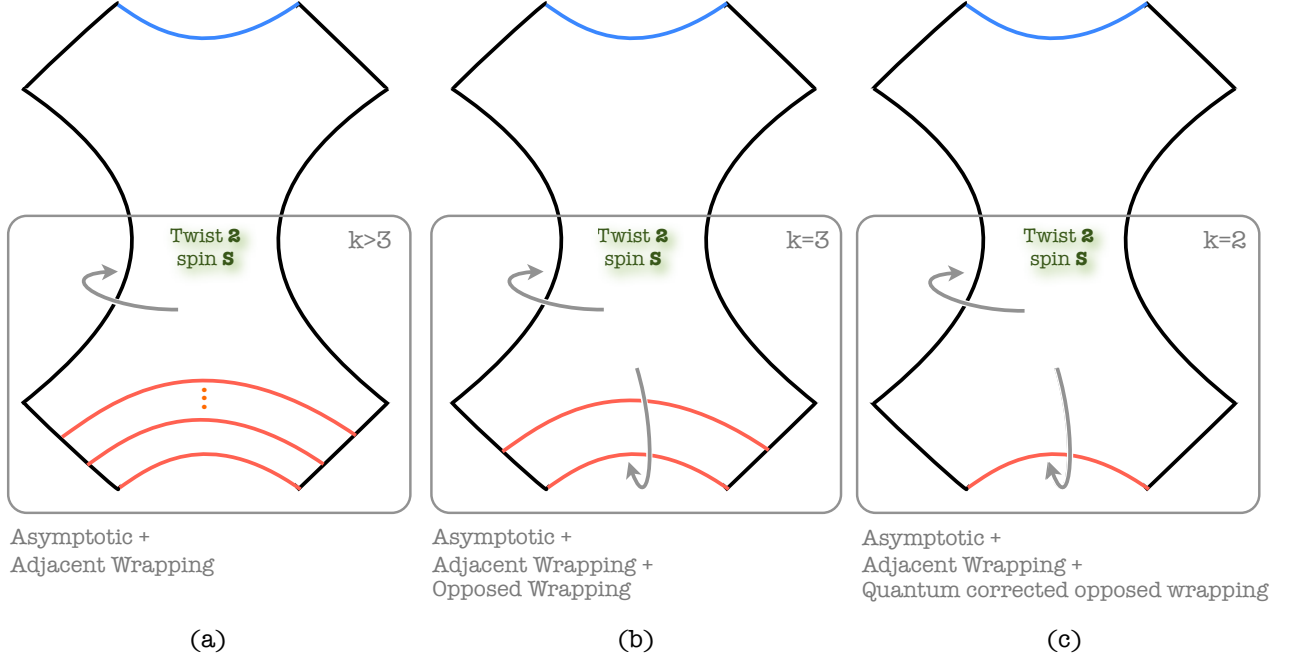 Twist 2
spin S
k>3
Asymptotic +
Adjacent Wrapping
(a)
Twist 2
spin S
k=3
Asymptotic +
Adjacent Wrapping +
Opposed Wrapping
(b)
Twist 2
spin S
k=2
Asymptotic +
Adjacent Wrapping +
Quantum corrected opposed wrapping
(c)